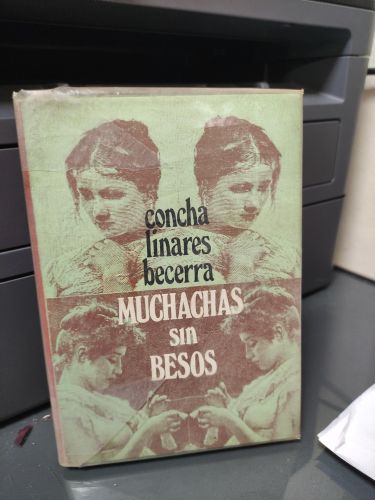 concha
linares
becerra
MUCHACHAS
sin
BESOS